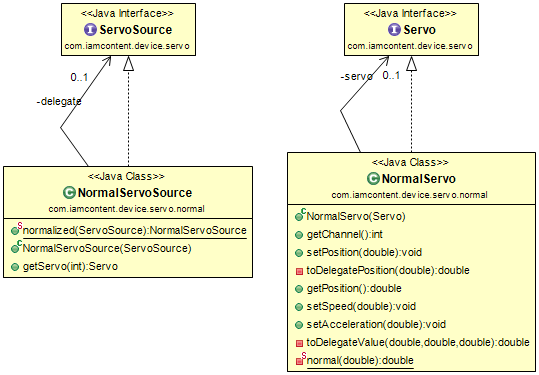 <<Java Interface>>
ServoSource
com.iamcontent.device.servo
0..1
-delegate
<<Java Class>>
NormalServoSource
com.iamcontent.device.servo.normal
normalized(ServoSource):NormalServoSource
NormalServoSource(ServoSource)
getServo(int):Servo
<<Java Interface>>
Servo
com.iamcontent.device.servo
-servo
0..1
<<Java Class>>
NormalServo
com.iamcontent.device.servo.normal
NormalServo(Servo)
getChannel():int
setPosition(double):void
toDelegatePosition(double):double
getPosition():double
setSpeed(double):void
setAcceleration(double):void
toDelegateValue(double,double,double):double
normal(double):double